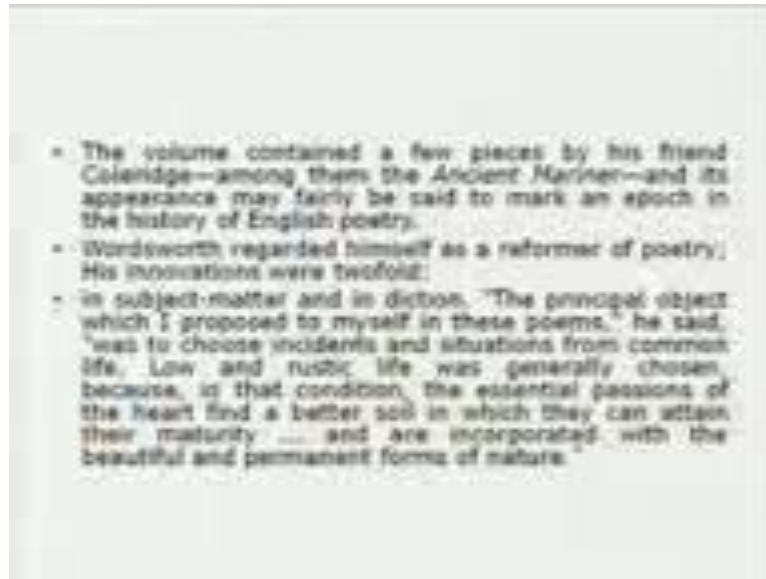 • The volume contained a few pieces by his friend
Coleridge—among them the Ancient Mariner—and its
appearance may fairly be said to mark an epoch in
the history of English poetry.
• Wordsworth regarded himself as a reformer of poetry;
His innovations were twofold:
• in subject-matter and in diction. "The principal object
which I proposed to myself in these poems," he said,
"was to choose incidents and situations from common
life. Low and rustic life was generally chosen,
because, in that condition, the essential passions of
the heart find a better soil in which they can attain
their maturity ... and are incorporated with the
beautiful and permanent forms of nature."